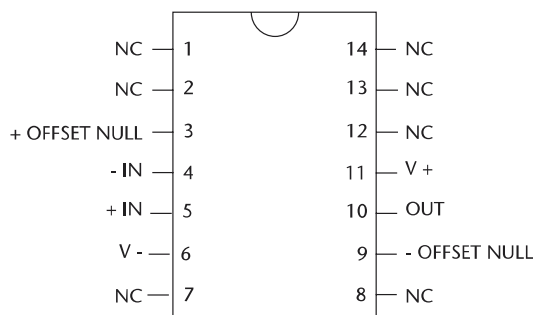 NC 1 14 NC
NC 2 13 NC
+ OFFSET NULL 3 12 NC
- IN 4 11 V +
+ IN 5 10 OUT
V - 6 9 - OFFSET NULL
NC 7 8 NC